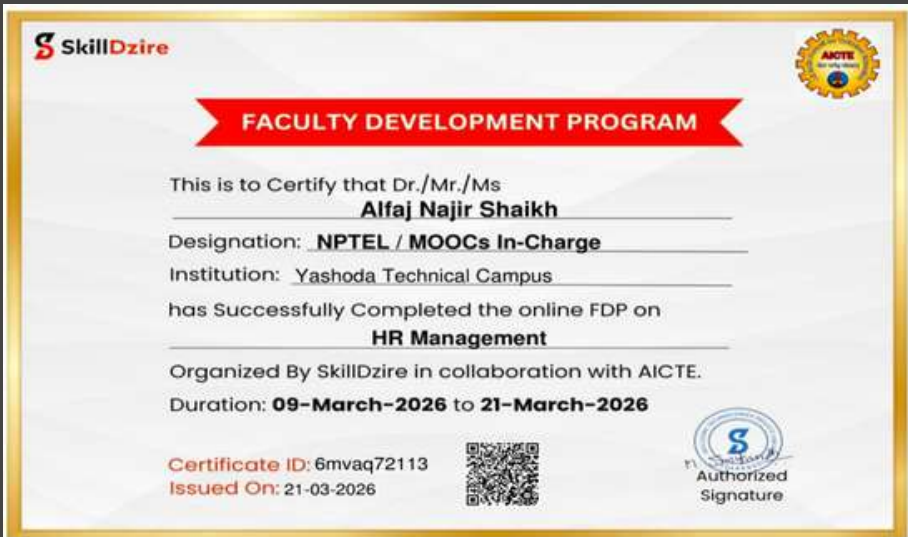 SkillDzire
AICTE
FACULTY DEVELOPMENT PROGRAM
This is to Certify that Dr./Mr./Ms
Alfaj Najir Shaikh
Designation: NPTEL / MOOCs In-Charge
Institution: Yashoda Technical Campus
has Successfully Completed the online FDP on
HR Management
Organized By SkillDzire in collaboration with AICTE.
Duration: 09-March-2026 to 21-March-2026
Certificate ID: 6mvaq72113
Issued On: 21-03-2026
Authorized
Signature